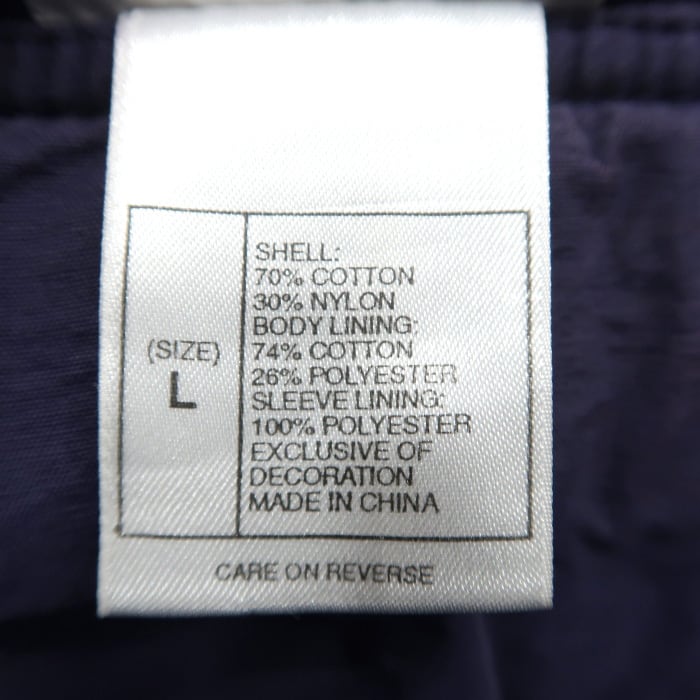 (SIZE)
L
SHELL:
70% COTTON
30% NYLON
BODY LINING:
74% COTTON
26% POLYESTER
SLEEVE LINING:
100% POLYESTER
EXCLUSIVE OF
DECORATION
MADE IN CHINA
CARE ON REVERSE